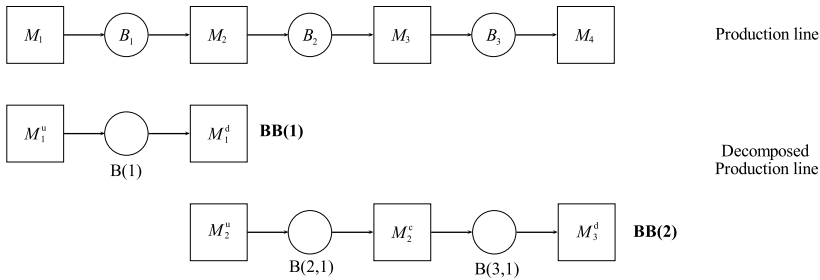 M₁ B₁ M₂ B₂ M₃ B₃ M₄ Production line
M₁ᵘ M₁ᵈ BB(1)
B(1)
Decomposed
Production line
M₂ᵘ M₂ᶜ M₃ᵈ BB(2)
B(2,1) B(3,1)